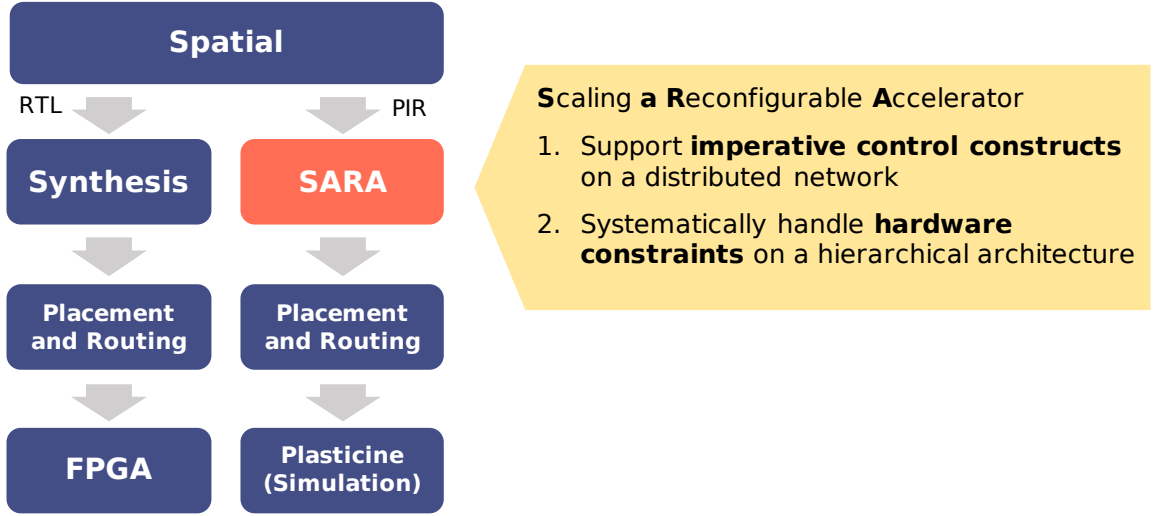 Spatial
RTL
PIR
Synthesis
SARA
Placement
and Routing
Placement
and Routing
FPGA
Plasticine
(Simulation)
Scaling a Reconfigurable Accelerator
1. Support imperative control constructs
on a distributed network
2. Systematically handle hardware
constraints on a hierarchical architecture